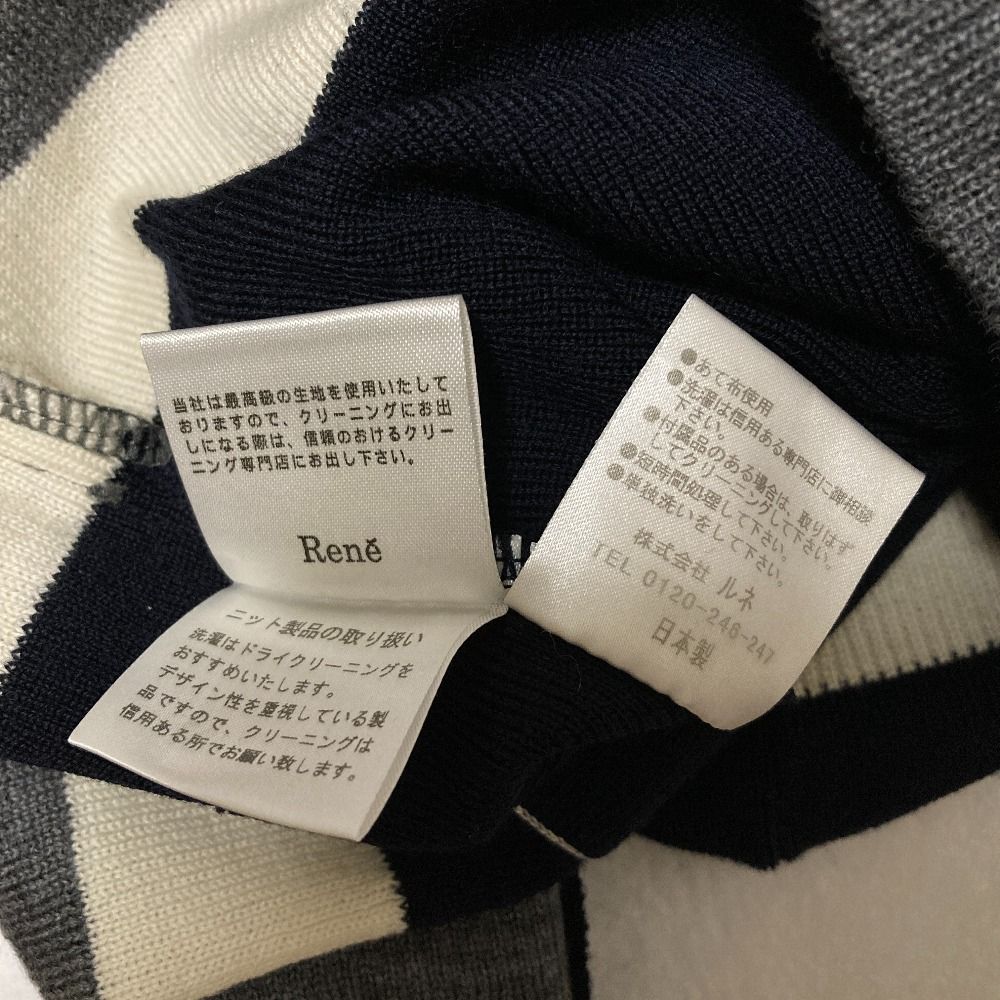 当社は最高級の生地を使用いたして
おりますので、クリーニングにお出
しになる際は、信頼のおけるクリー
ニング専門店にお出し下さい。
René
ニット製品の取り扱い
洗濯はドライクリーニングを
おすすめいたします。
デザイン性を重視している製
品ですので、クリーニングは
信用ある所でお願い致します。
●あて布使用
●洗濯は信用ある専門店に御相談
下さい。
●付属品のある場合は、取りはず
してクリーニングして下さい。
●短時間処理して下さい。
●単独洗いをして下さい。
株式会社 ルネ
TEL 0120-246-247
日本製